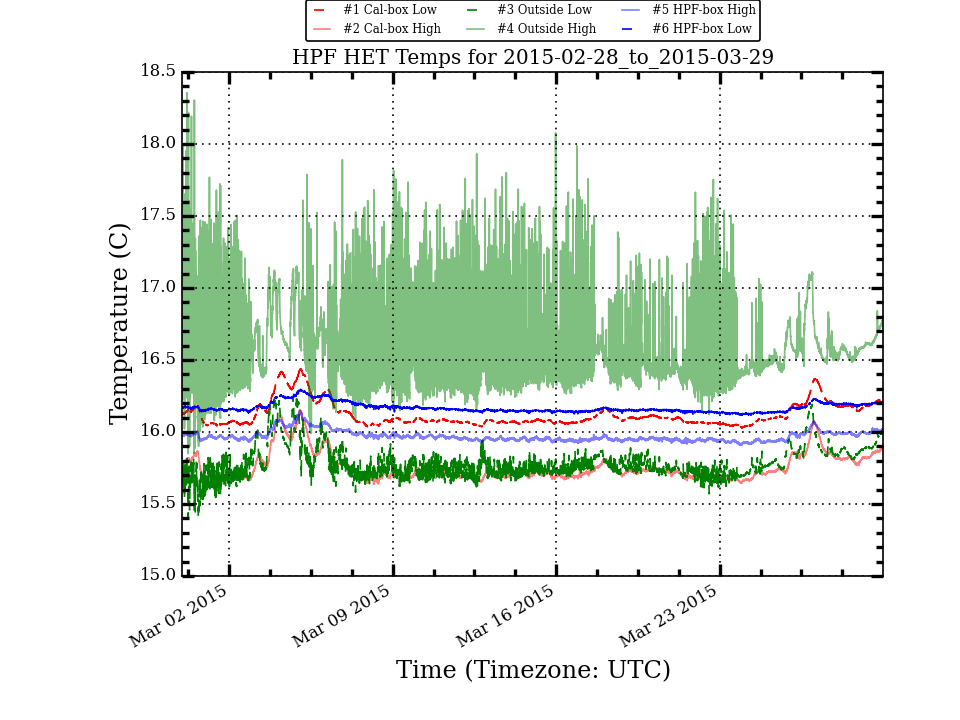 #1 Cal-box Low #3 Outside Low #5 HPF-box High
#2 Cal-box High #4 Outside High #6 HPF-box Low
HPF HET Temps for 2015-02-28_to_2015-03-29
18.5
18.0
17.5
17.0
16.5
16.0
15.5
15.0
Temperature (C)
Mar 02 2015 Mar 09 2015 Mar 16 2015 Mar 23 2015
Time (Timezone: UTC)